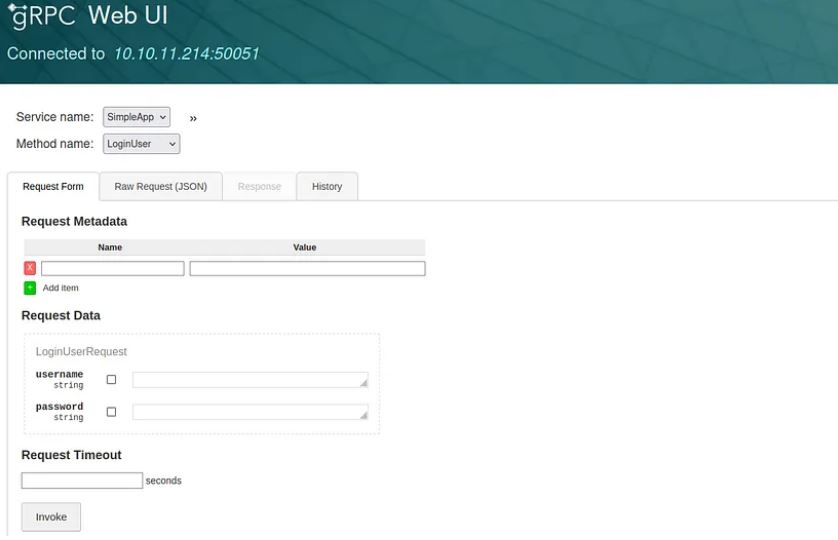 gRPC Web UI
Connected to 10.10.11.214:50051
Service name: SimpleApp »
Method name: LoginUser
Request Form Raw Request (JSON) Response History
Request Metadata
Name Value
X
+ Add item
Request Data
LoginUserRequest
username
string
password
string
Request Timeout
seconds
Invoke